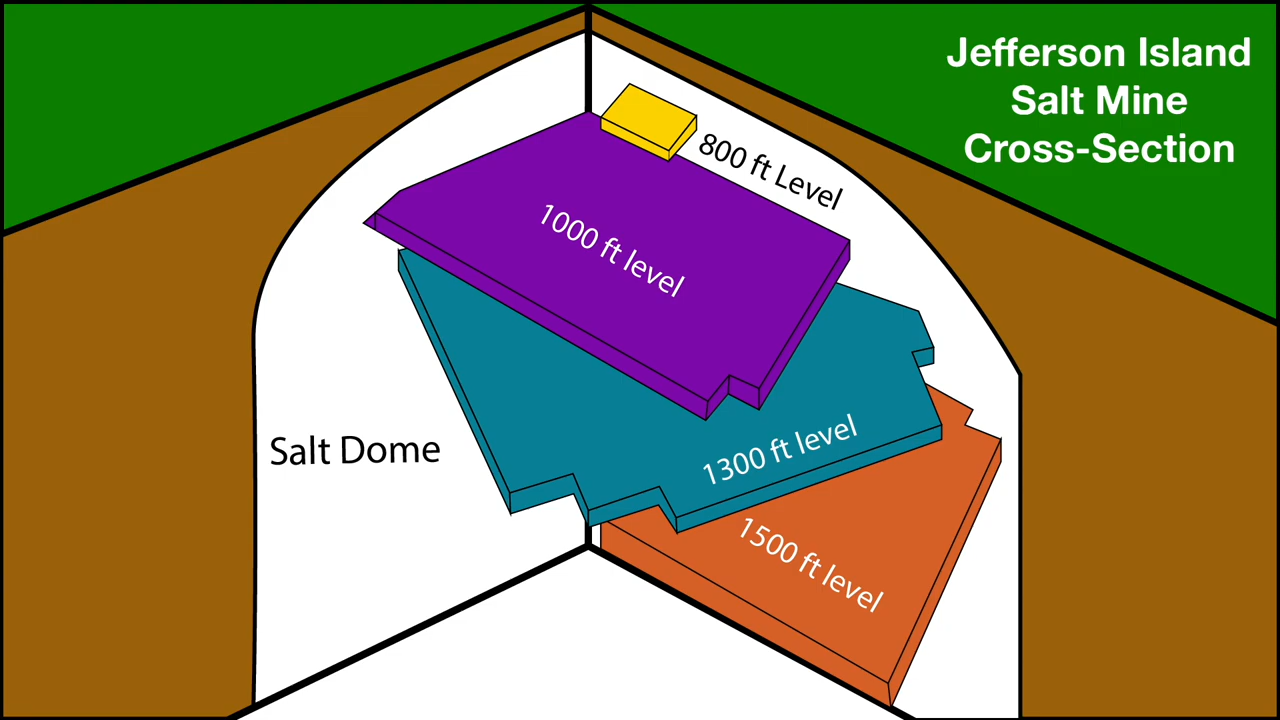 Jefferson Island
Salt Mine
Cross-Section
800 ft Level
1000 ft level
Salt Dome
1300 ft level
1500 ft level